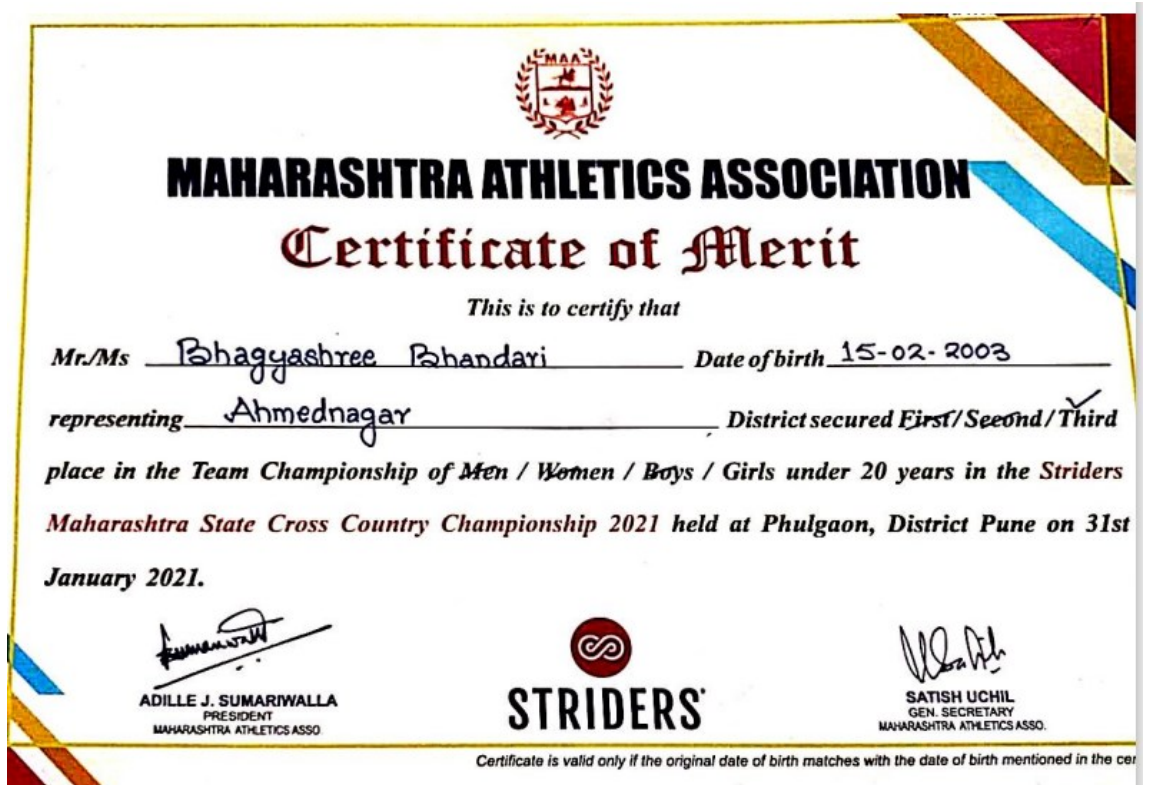 MAA
MAHARASHTRA ATHLETICS ASSOCIATION
Certificate of Merit
This is to certify that
Mr./Ms Bhagyashree Bhandari Date of birth 15-02-2003
representing Ahmednagar District secured First / Second / Third
place in the Team Championship of Men / Women / Boys / Girls under 20 years in the Striders
Maharashtra State Cross Country Championship 2021 held at Phulgaon, District Pune on 31st
January 2021.
ADILLE J. SUMARIWALLA
PRESIDENT
MAHARASHTRA ATHLETICS ASSO.
STRIDERS
SATISH UCHIL
GEN. SECRETARY
MAHARASHTRA ATHLETICS ASSO.
Certificate is valid only if the original date of birth matches with the date of birth mentioned in the cer